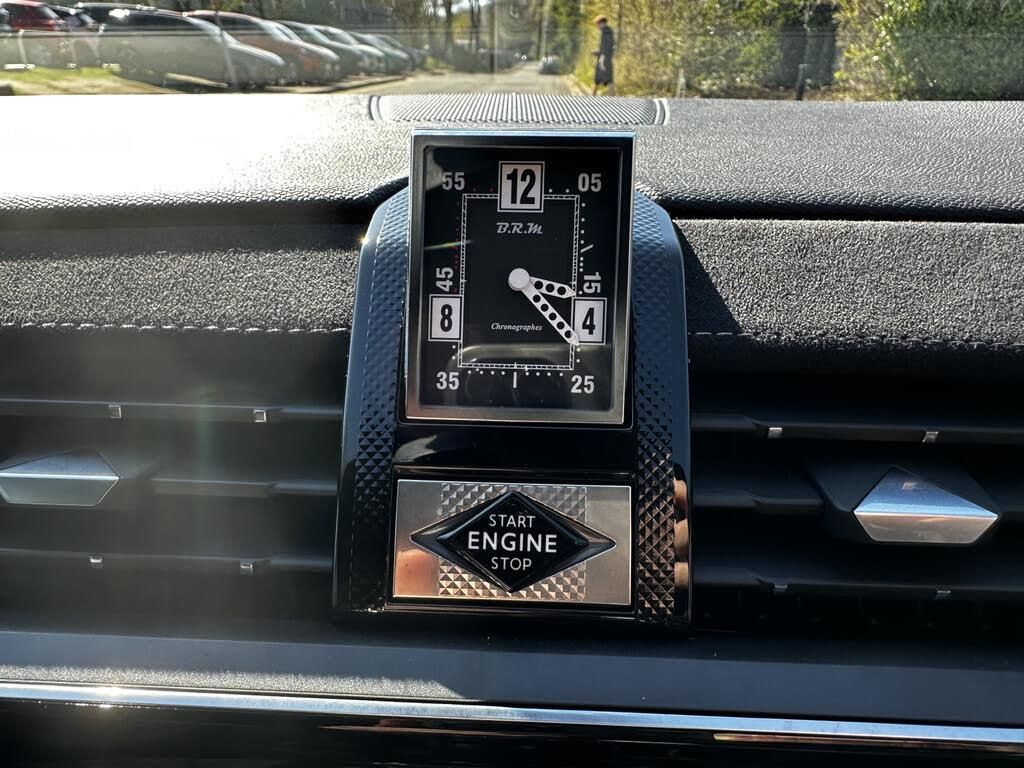 55 12 05
B.R.M
45 15
8 4
Chronographes
35 25
START
ENGINE
STOP